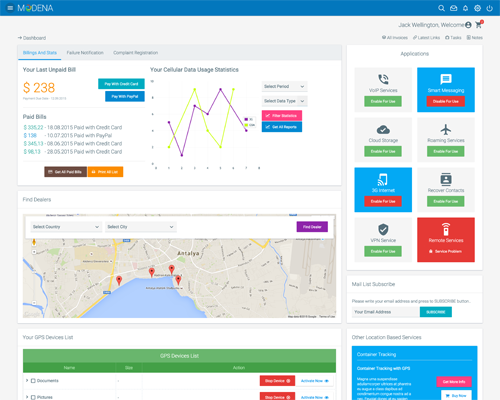 MODENA
Jack Wellington, Welcome
Dashboard
All Invoices
Latest Links
Tasks
Notes
Billings And Stats
Failure Notification
Complaint Registration
Your Last Unpaid Bill
$ 238
Pay With Credit Card
Pay With PayPal
Paid Bills
$ 335,22 - 16.08.2015 Paid with Credit Card
$ 138 - 10.07.2015 Paid with PayPal
$ 345,13 - 08.06.2015 Paid with Credit Card
$ 98,13 - 28.05.2015 Paid with Credit Card
Get All Paid Bills
Print All List
Your Cellular Data Usage Statistics
Select Period
Select Data Type
Filter Statistics
Get All Reports
Applications
VoIP Services
Enable For Use
Smart Messaging
Disable For Use
Cloud Storage
Enable For Use
Roaming Services
Enable For Use
5G Internet
Enable For Use
Recover Contacts
Enable For Use
VPN Service
Enable For Use
Remote Services
Service Problem
Find Dealers
Select Country
Select City
Find Dealer
Antalya
Mail List Subscribe
Please write your email address and press to SUBSCRIBE button.
Your Email Address
SUBSCRIBE
Your GPS Devices List
GPS Devices List
Name
Size
Action
Documents
Stop Device
Activate Now
Pictures
Stop Device
Activate Now
Other Location Based Services
Container Tracking
Container Tracking with GPS
Get More Info
Buy Now